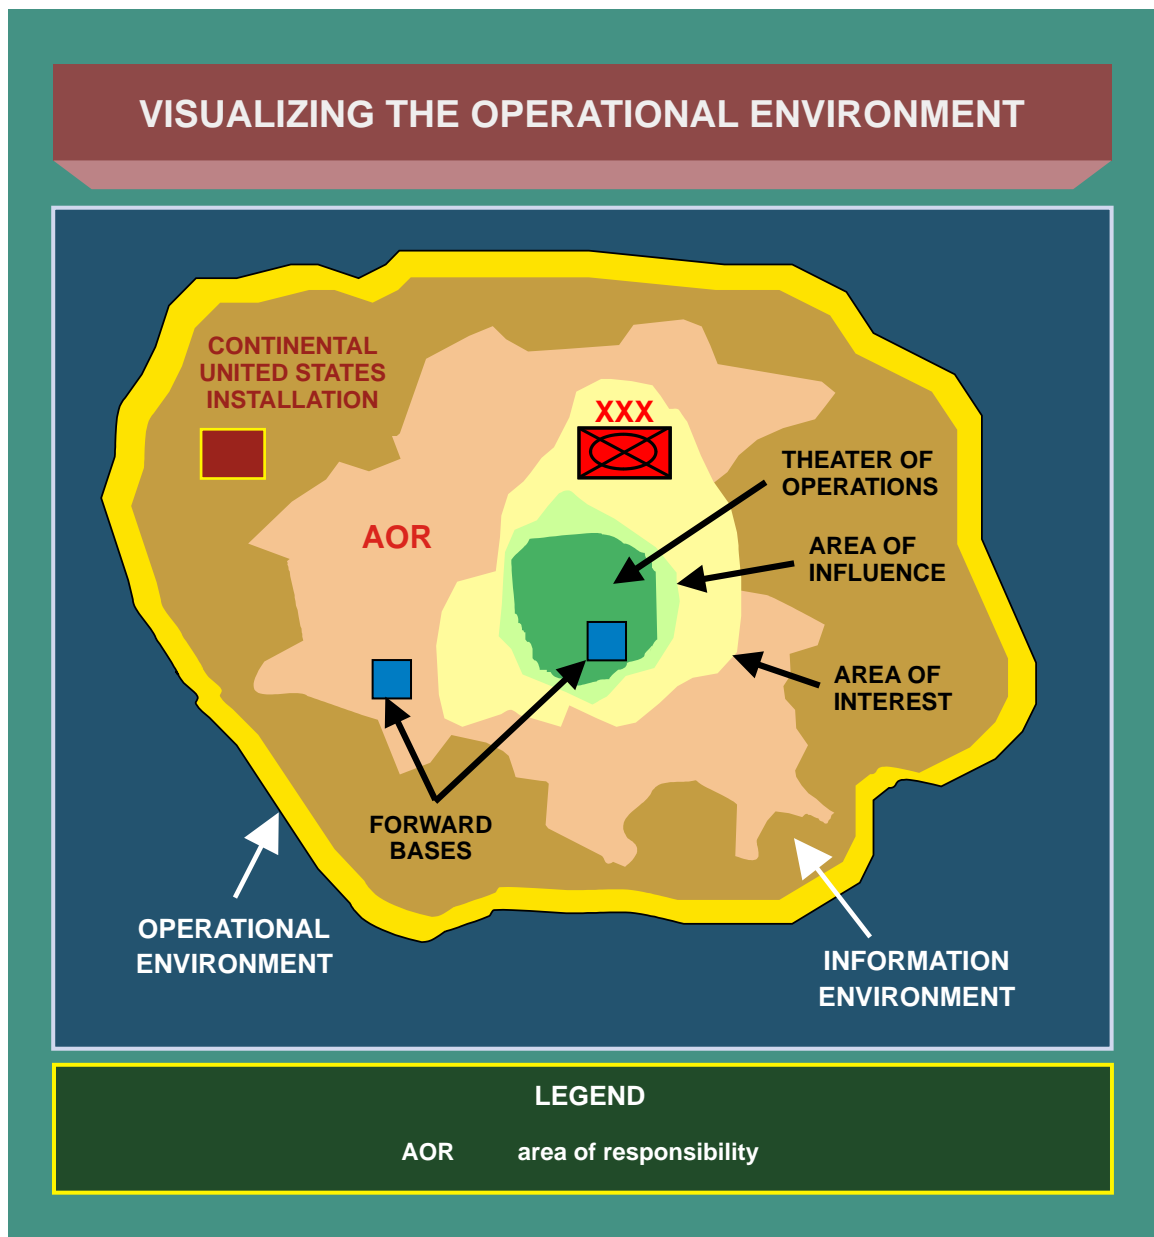 VISUALIZING THE OPERATIONAL ENVIRONMENT
CONTINENTAL
UNITED STATES
INSTALLATION
XXX
THEATER OF
OPERATIONS
AOR
AREA OF
INFLUENCE
AREA OF
INTEREST
FORWARD
BASES
OPERATIONAL
ENVIRONMENT
INFORMATION
ENVIRONMENT
LEGEND
AOR area of responsibility